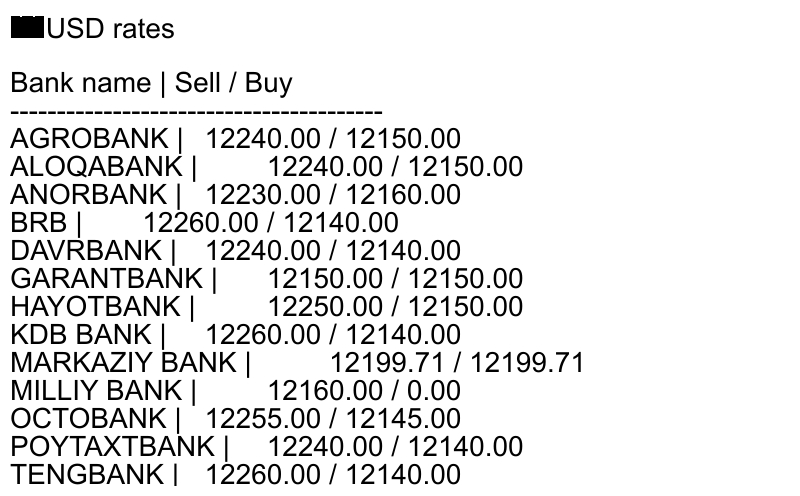 USD rates
Bank name | Sell / Buy
----------------------------------------
AGROBANK | 12240.00 / 12150.00
ALOQABANK | 12240.00 / 12150.00
ANORBANK | 12230.00 / 12160.00
BRB | 12260.00 / 12140.00
DAVRBANK | 12240.00 / 12140.00
GARANTBANK | 12150.00 / 12150.00
HAYOTBANK | 12250.00 / 12150.00
KDB BANK | 12260.00 / 12140.00
MARKAZIY BANK | 12199.71 / 12199.71
MILLIY BANK | 12160.00 / 0.00
OCTOBANK | 12255.00 / 12145.00
POYTAXTBANK | 12240.00 / 12140.00
TENGBANK | 12260.00 / 12140.00